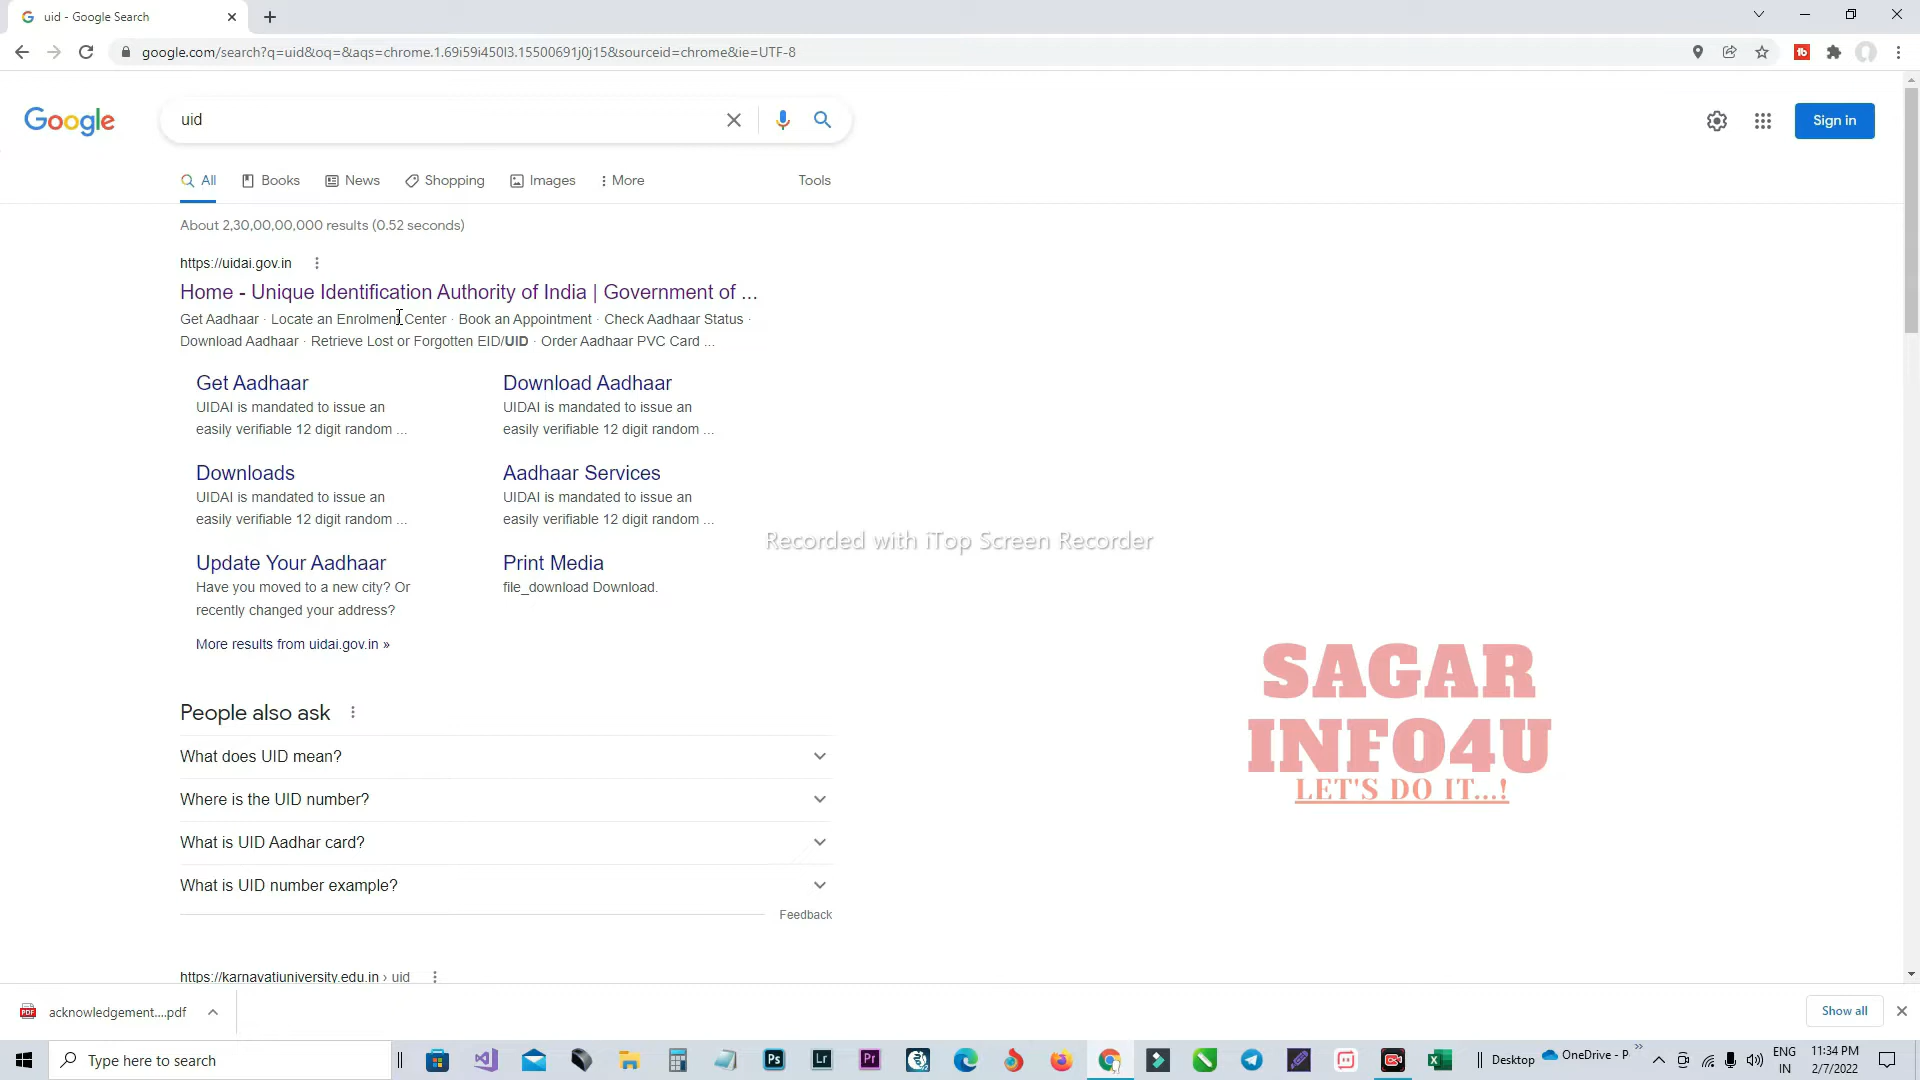 uid - Google Search
google.com/search?q=uid&oq=&aqs=chrome.1.69i59i450l3.15500691j0j15&sourceid=chrome&ie=UTF-8
Google
uid
Sign in
All
Books
News
Shopping
Images
More
Tools
About 2,30,00,00,000 results (0.52 seconds)
https://uidai.gov.in
Home - Unique Identification Authority of India | Government of ...
Get Aadhaar · Locate an Enrolment Center · Book an Appointment · Check Aadhaar Status ·
Download Aadhaar · Retrieve Lost or Forgotten EID/UID · Order Aadhaar PVC Card ...
Get Aadhaar
UIDAI is mandated to issue an
easily verifiable 12 digit random ...
Download Aadhaar
UIDAI is mandated to issue an
easily verifiable 12 digit random ...
Downloads
UIDAI is mandated to issue an
easily verifiable 12 digit random ...
Aadhaar Services
UIDAI is mandated to issue an
easily verifiable 12 digit random ...
Update Your Aadhaar
Have you moved to a new city? Or
recently changed your address?
Print Media
file_download Download.
More results from uidai.gov.in »
Recorded with iTop Screen Recorder
SAGAR
INFO4U
LET'S DO IT...!
People also ask
What does UID mean?
Where is the UID number?
What is UID Aadhar card?
What is UID number example?
Feedback
https://karnavatiuniversity.edu.in › uid
PDF
acknowledgement....pdf
Show all
Type here to search
Ps
Lr
Pr
Desktop
OneDrive - P
ENG
IN
11:34 PM
2/7/2022